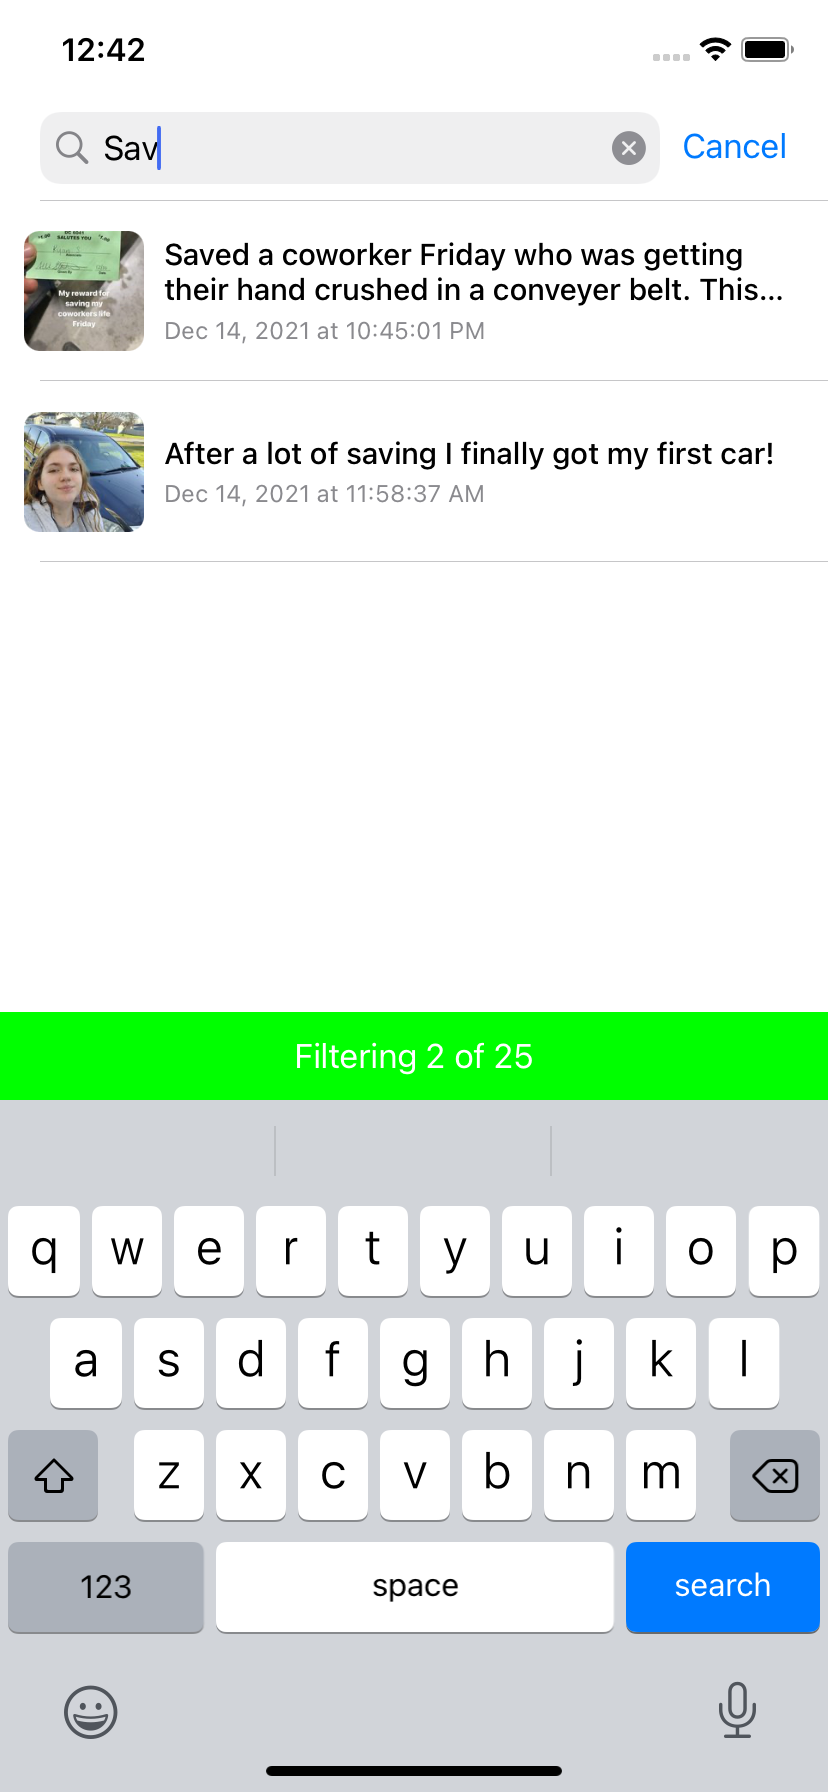 12:42
Sav
Cancel
SALUTES YOU
My reward for
saving my
coworkers life
Friday
Saved a coworker Friday who was getting
their hand crushed in a conveyer belt. This...
Dec 14, 2021 at 10:45:01 PM
After a lot of saving I finally got my first car!
Dec 14, 2021 at 11:58:37 AM
Filtering 2 of 25
q w e r t y u i o p
a s d f g h j k l
z x c v b n m
123 space search